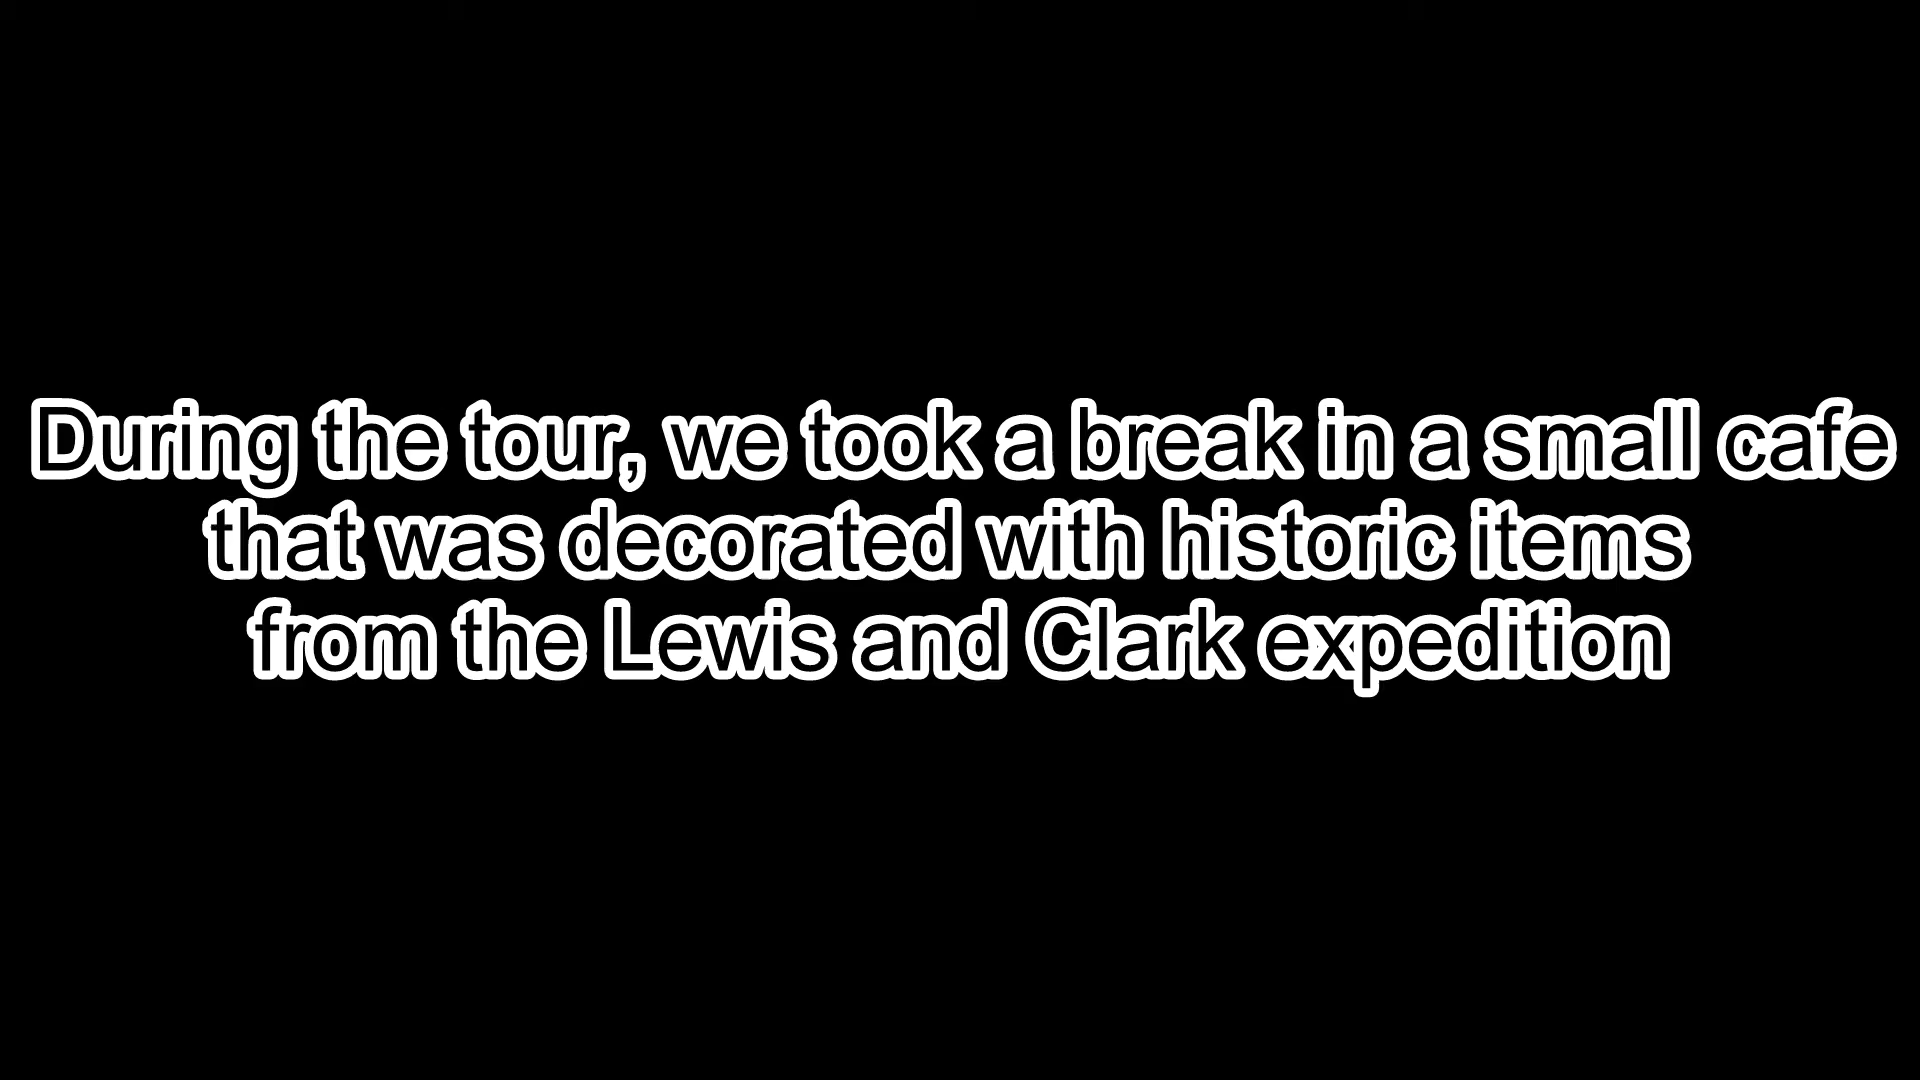 During the tour, we took a break in a small cafe
that was decorated with historic items
from the Lewis and Clark expedition